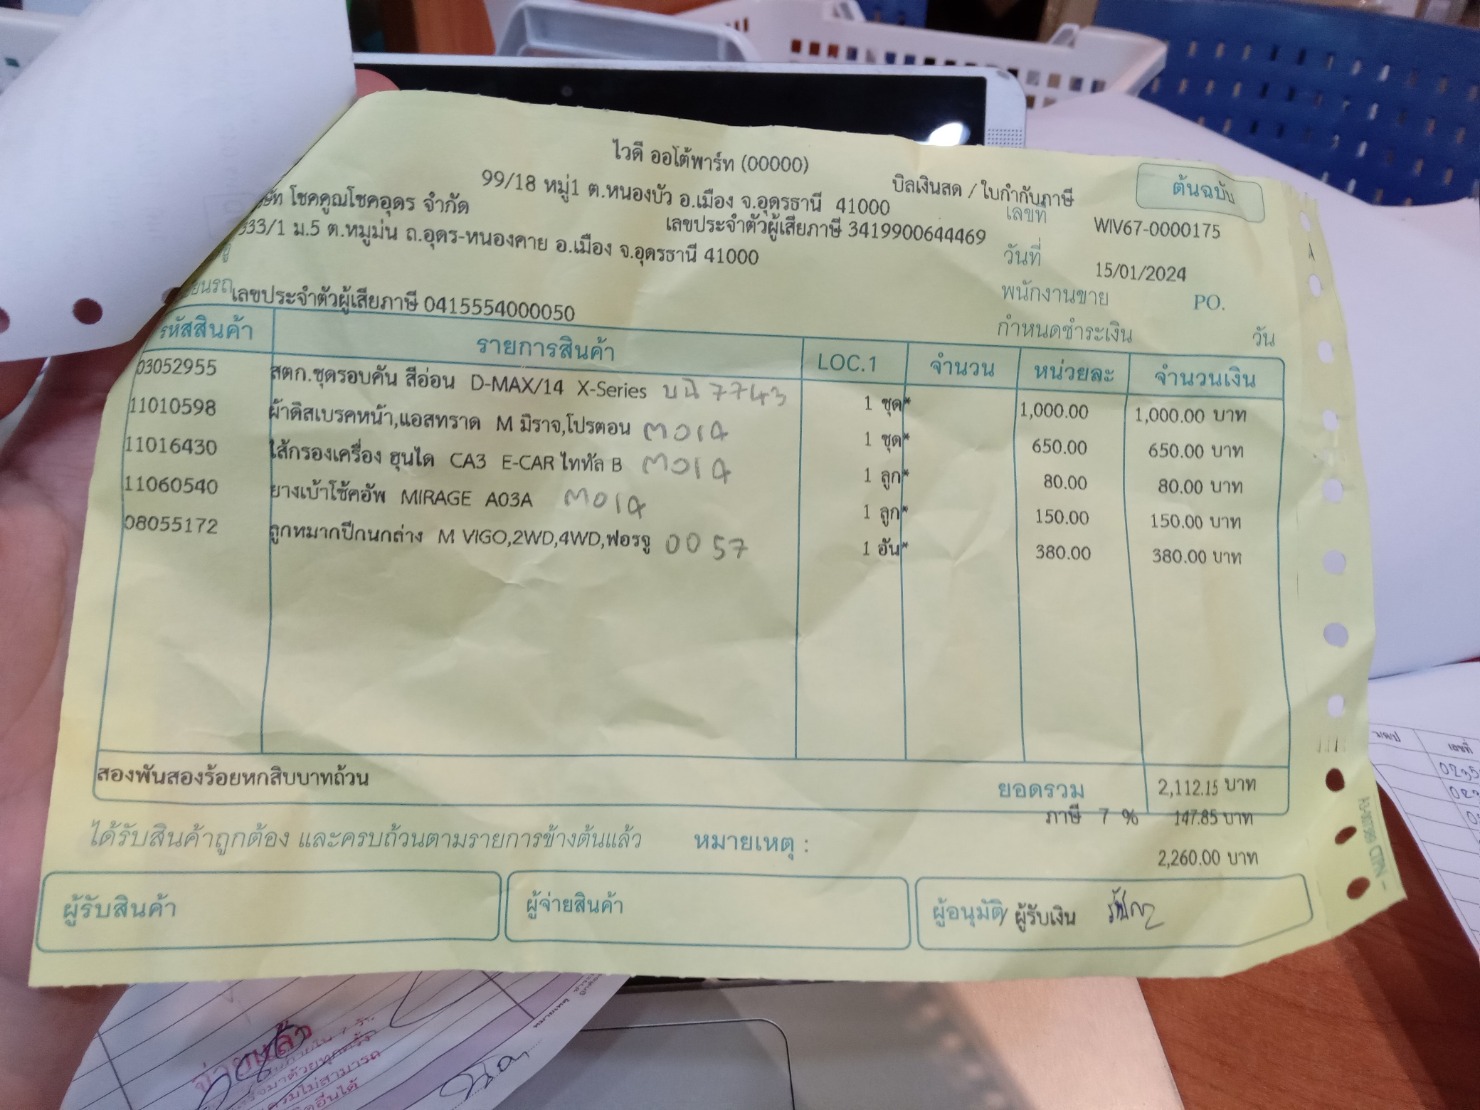 ไวดี ออโต้พาร์ท (00000)
99/18 หมู่1 ต.หนองบัว อ.เมือง จ.อุดรธานี 41000
บิลเงินสด / ใบกำกับภาษี
ต้นฉบับ
โชคคูณโชคอุดร จำกัด
เลขประจำตัวผู้เสียภาษี 3419900644469
เลขที่ WIV67-0000175
333/1 ม.5 ต.หมูม่น ถ.อุดร-หนองคาย อ.เมือง จ.อุดรธานี 41000
วันที่ 15/01/2024
พนักงานขาย PO.
เลขประจำตัวผู้เสียภาษี 0415554000050
กำหนดชำระเงิน วัน
รหัสสินค้า รายการสินค้า LOC.1 จำนวน หน่วยละ จำนวนเงิน
03052955 สตก.ชุดรอบคัน สีอ่อน D-MAX/14 X-Series บน 7743 1 ชุด* 1,000.00 1,000.00 บาท
11010598 ผ้าดิสเบรคหน้า,แอสทราด M มิราจ,โปรตอน MO19 1 ชุด* 650.00 650.00 บาท
11016430 ไส้กรองเครื่อง ฮุนได CA3 E-CAR ไททัล B MO19 1 ลูก* 80.00 80.00 บาท
11060540 ยางเบ้าโช้คอัพ MIRAGE A03A MO19 1 ลูก* 150.00 150.00 บาท
08055172 ลูกหมากปีกนกล่าง M VIGO,2WD,4WD,ฟอรจู 0057 1 อัน* 380.00 380.00 บาท
สองพันสองร้อยหกสิบบาทถ้วน ยอดรวม 2,112.15 บาท
ภาษี 7 % 147.85 บาท
ได้รับสินค้าถูกต้อง และครบถ้วนตามรายการข้างต้นแล้ว หมายเหตุ :
2,260.00 บาท
ผู้รับสินค้า ผู้จ่ายสินค้า ผู้อนุมัติ/ ผู้รับเงิน
จ่ายแล้ว
เลขที่